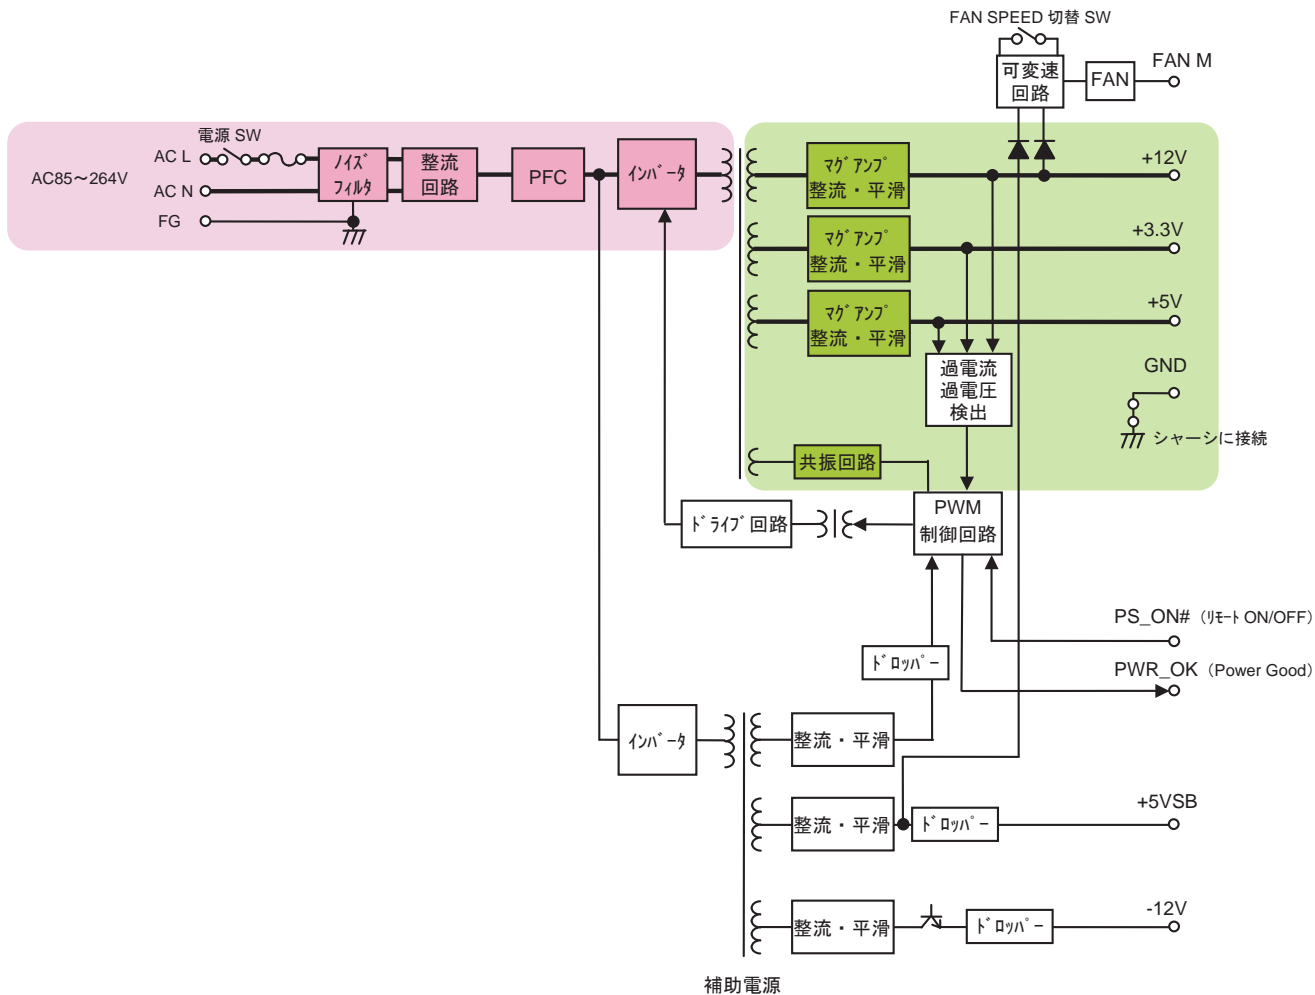 FAN SPEED 切替 SW
可変速
回路
FAN
FAN M
電源 SW
AC85～264V
AC L
AC N
FG
ﾉｲｽﾞ
ﾌｨﾙﾀ
整流
回路
PFC
ｲﾝﾊﾞｰﾀ
ﾏｸﾞｱﾝﾌﾟ
整流・平滑
+12V
ﾏｸﾞｱﾝﾌﾟ
整流・平滑
+3.3V
ﾏｸﾞｱﾝﾌﾟ
整流・平滑
+5V
過電流
過電圧
検出
GND
シャーシに接続
共振回路
PWM
制御回路
ﾄﾞﾗｲﾌﾞ回路
PS_ON# （ﾘﾓｰﾄ ON/OFF）
PWR_OK （Power Good）
ﾄﾞﾛｯﾊﾟｰ
ｲﾝﾊﾞｰﾀ
整流・平滑
整流・平滑
ﾄﾞﾛｯﾊﾟｰ
+5VSB
整流・平滑
ﾄﾞﾛｯﾊﾟｰ
-12V
補助電源